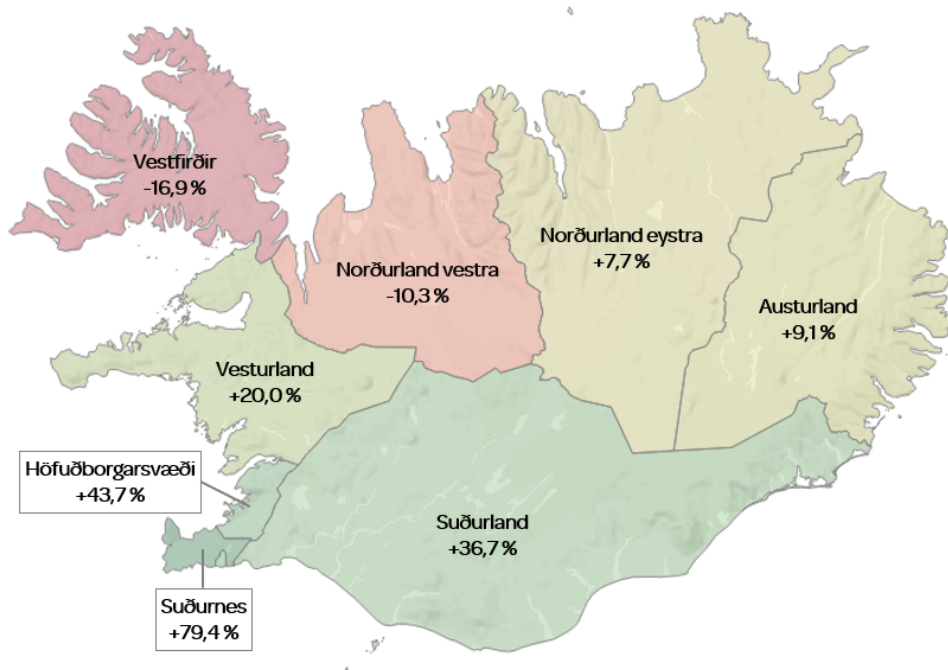 Vestfirðir
-16,9 %
Norðurland vestra
-10,3 %
Norðurland eystra
+7,7 %
Austurland
+9,1 %
Vesturland
+20,0 %
Höfuðborgarsvæði
+43,7 %
Suðurland
+36,7 %
Suðurnes
+79,4 %